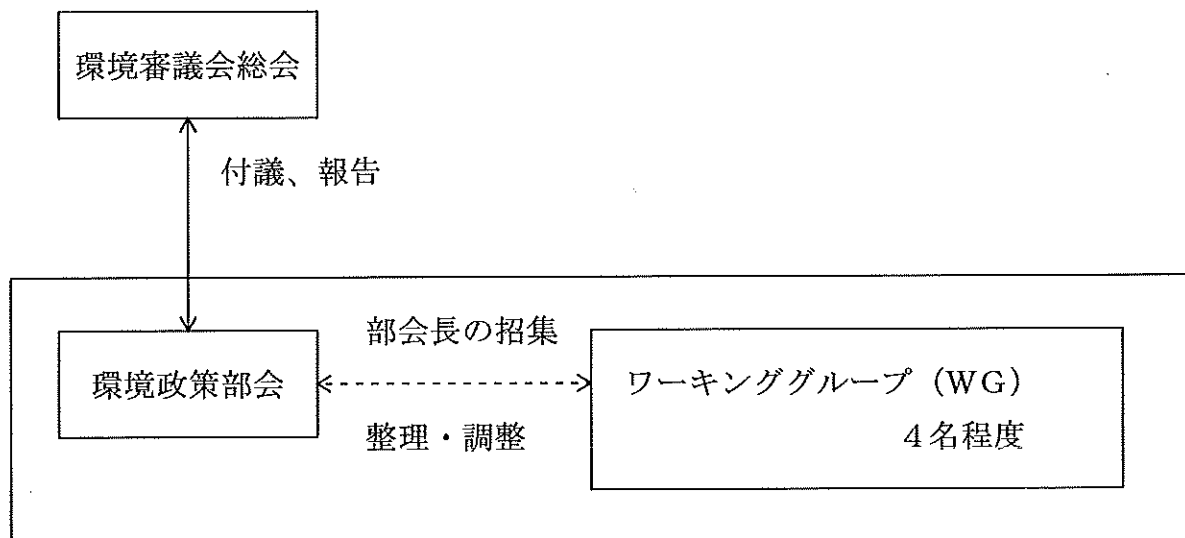 環境審議会総会
付議、報告
部会長の招集
環境政策部会
整理・調整
ワーキンググループ（ＷＧ）
４名程度